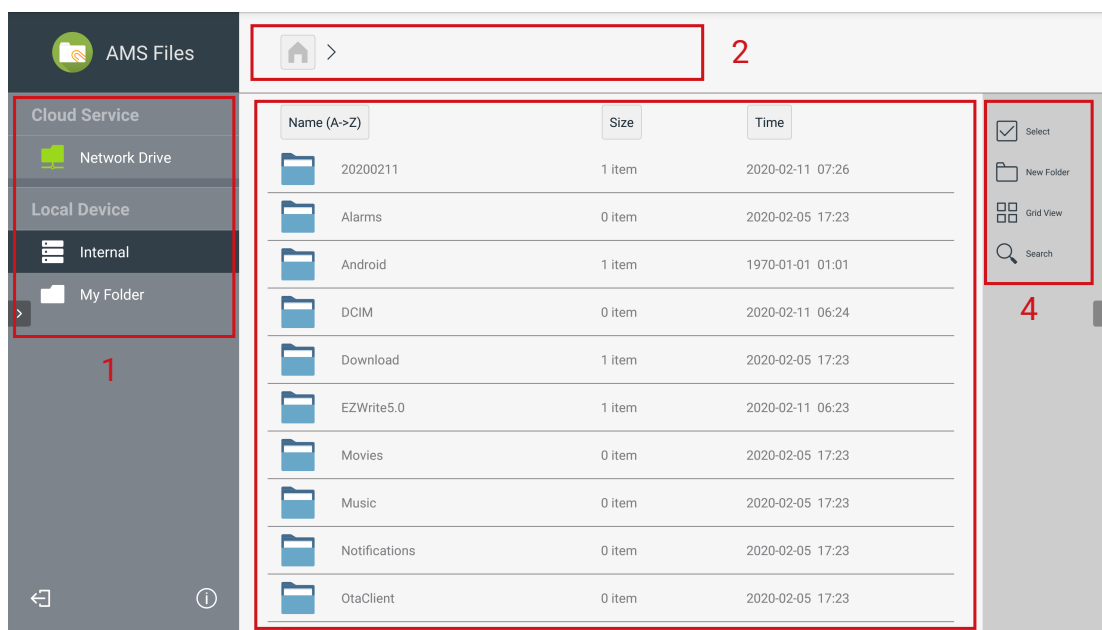 AMS Files
2
Cloud Service
Network Drive
Local Device
Internal
My Folder
1
Name (A->Z) Size Time
20200211 1 item 2020-02-11 07:26
Alarms 0 item 2020-02-05 17:23
Android 1 item 1970-01-01 01:01
DCIM 0 item 2020-02-11 06:24
Download 1 item 2020-02-05 17:23
EZWrite5.0 1 item 2020-02-11 06:23
Movies 0 item 2020-02-05 17:23
Music 0 item 2020-02-05 17:23
Notifications 0 item 2020-02-05 17:23
OtaClient 0 item 2020-02-05 17:23
Select
New Folder
Grid View
Search
4